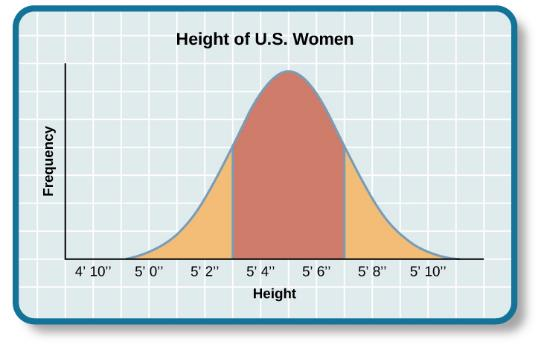 Height of U.S. Women
Frequency
4’ 10’’ 5’ 0’’ 5’ 2’’ 5’ 4’’ 5’ 6’’ 5’ 8’’ 5’ 10’’
Height